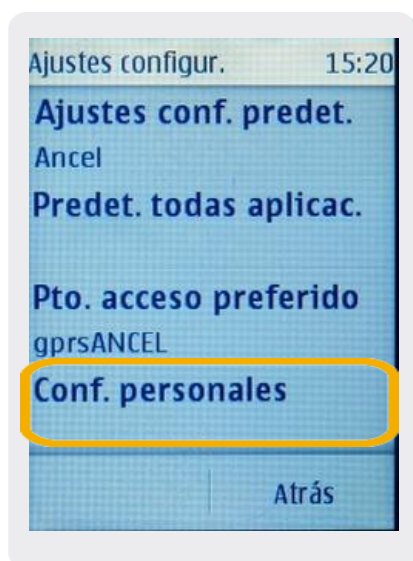 Ajustes configur. 15:20
Ajustes conf. predet.
Ancel
Predet. todas aplicac.
Pto. acceso preferido
gprsANCEL
Conf. personales
Atrás